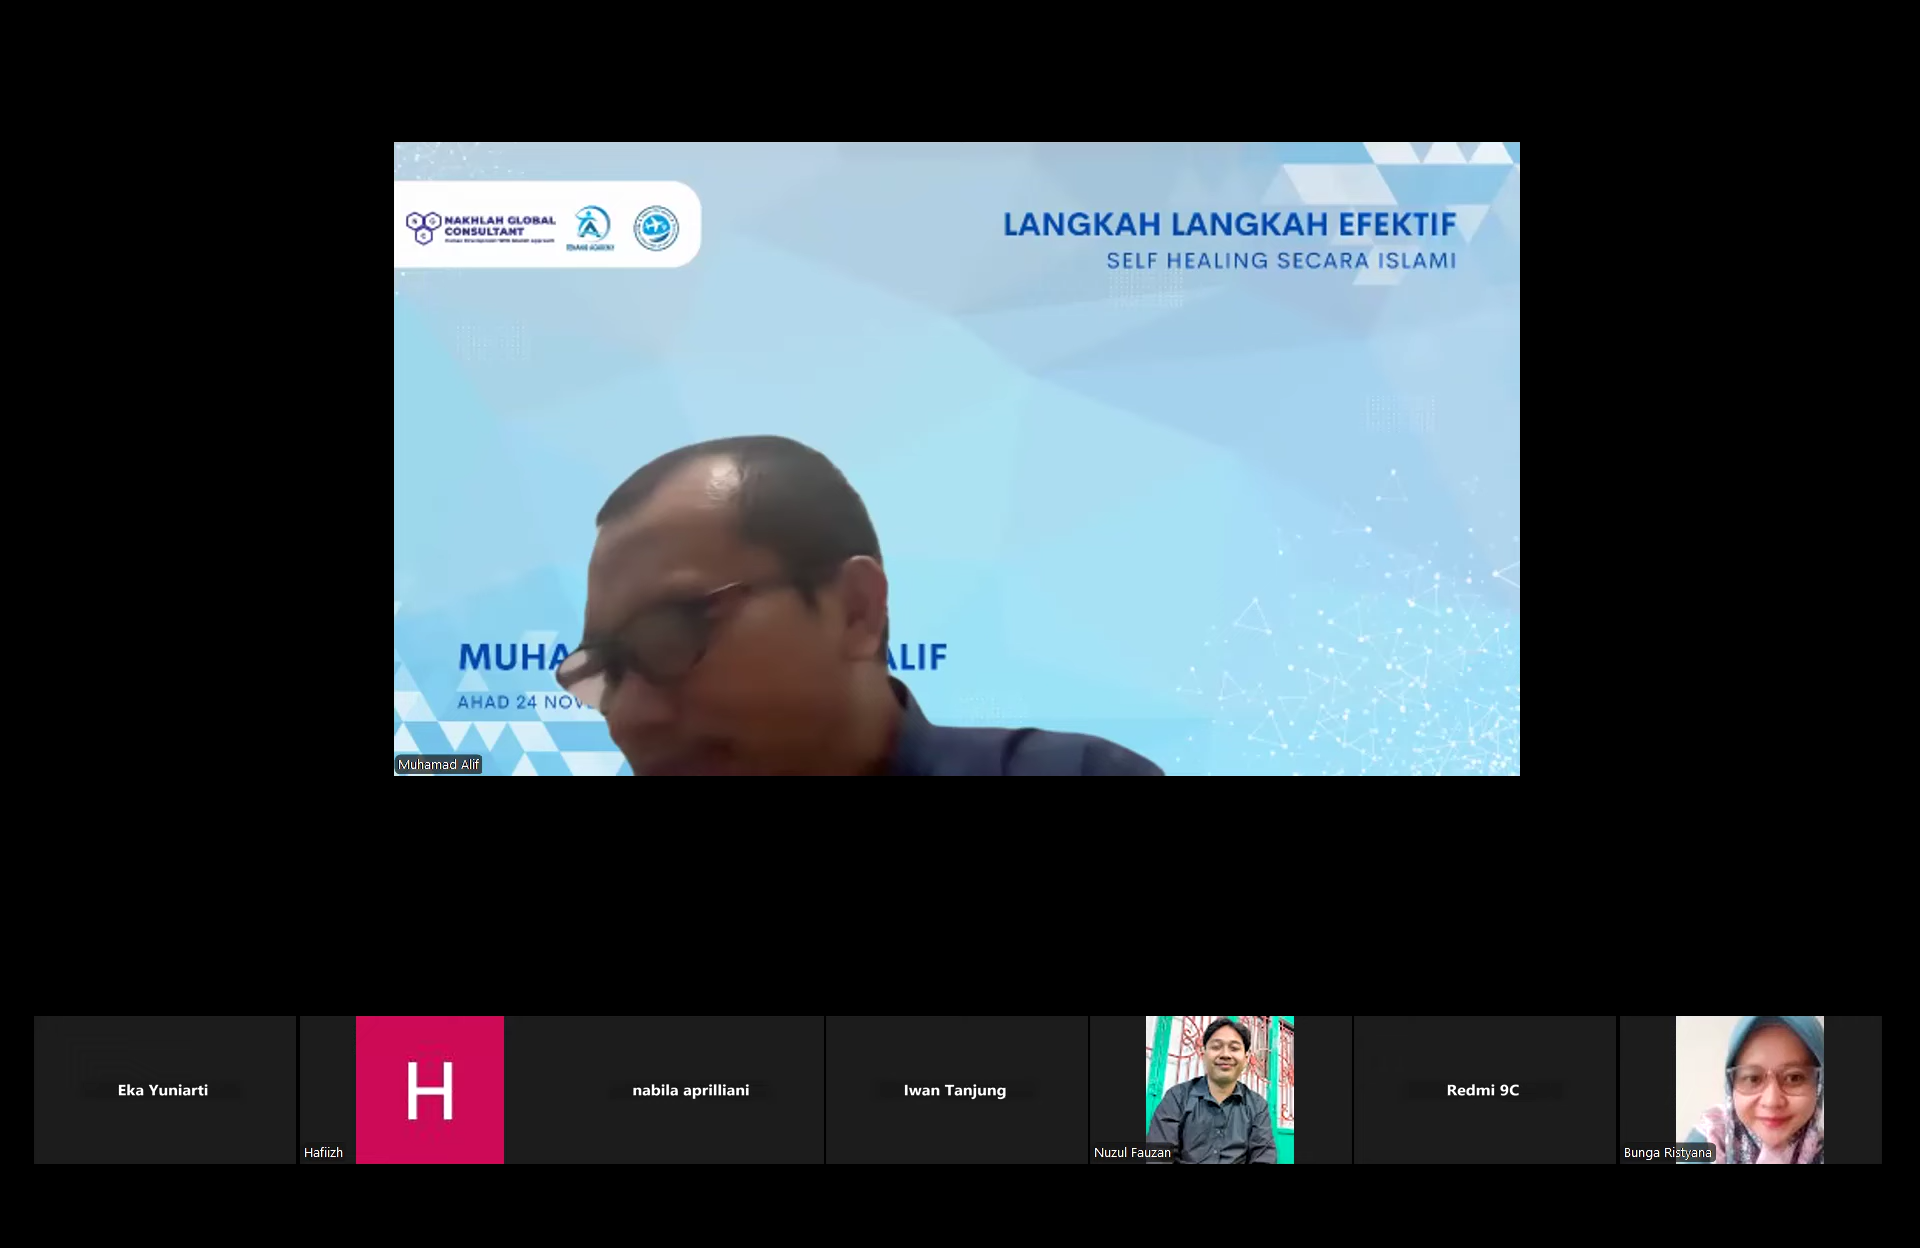 NAKHLAH GLOBAL
CONSULTANT
LANGKAH LANGKAH EFEKTIF
SELF HEALING SECARA ISLAMI
MUHA
ALIF
AHAD 24 NOV
Muhamad Alif
Eka Yuniarti
H
Hafiizh
nabila aprilliani
Iwan Tanjung
Nuzul Fauzan
Redmi 9C
Bunga Ristyana